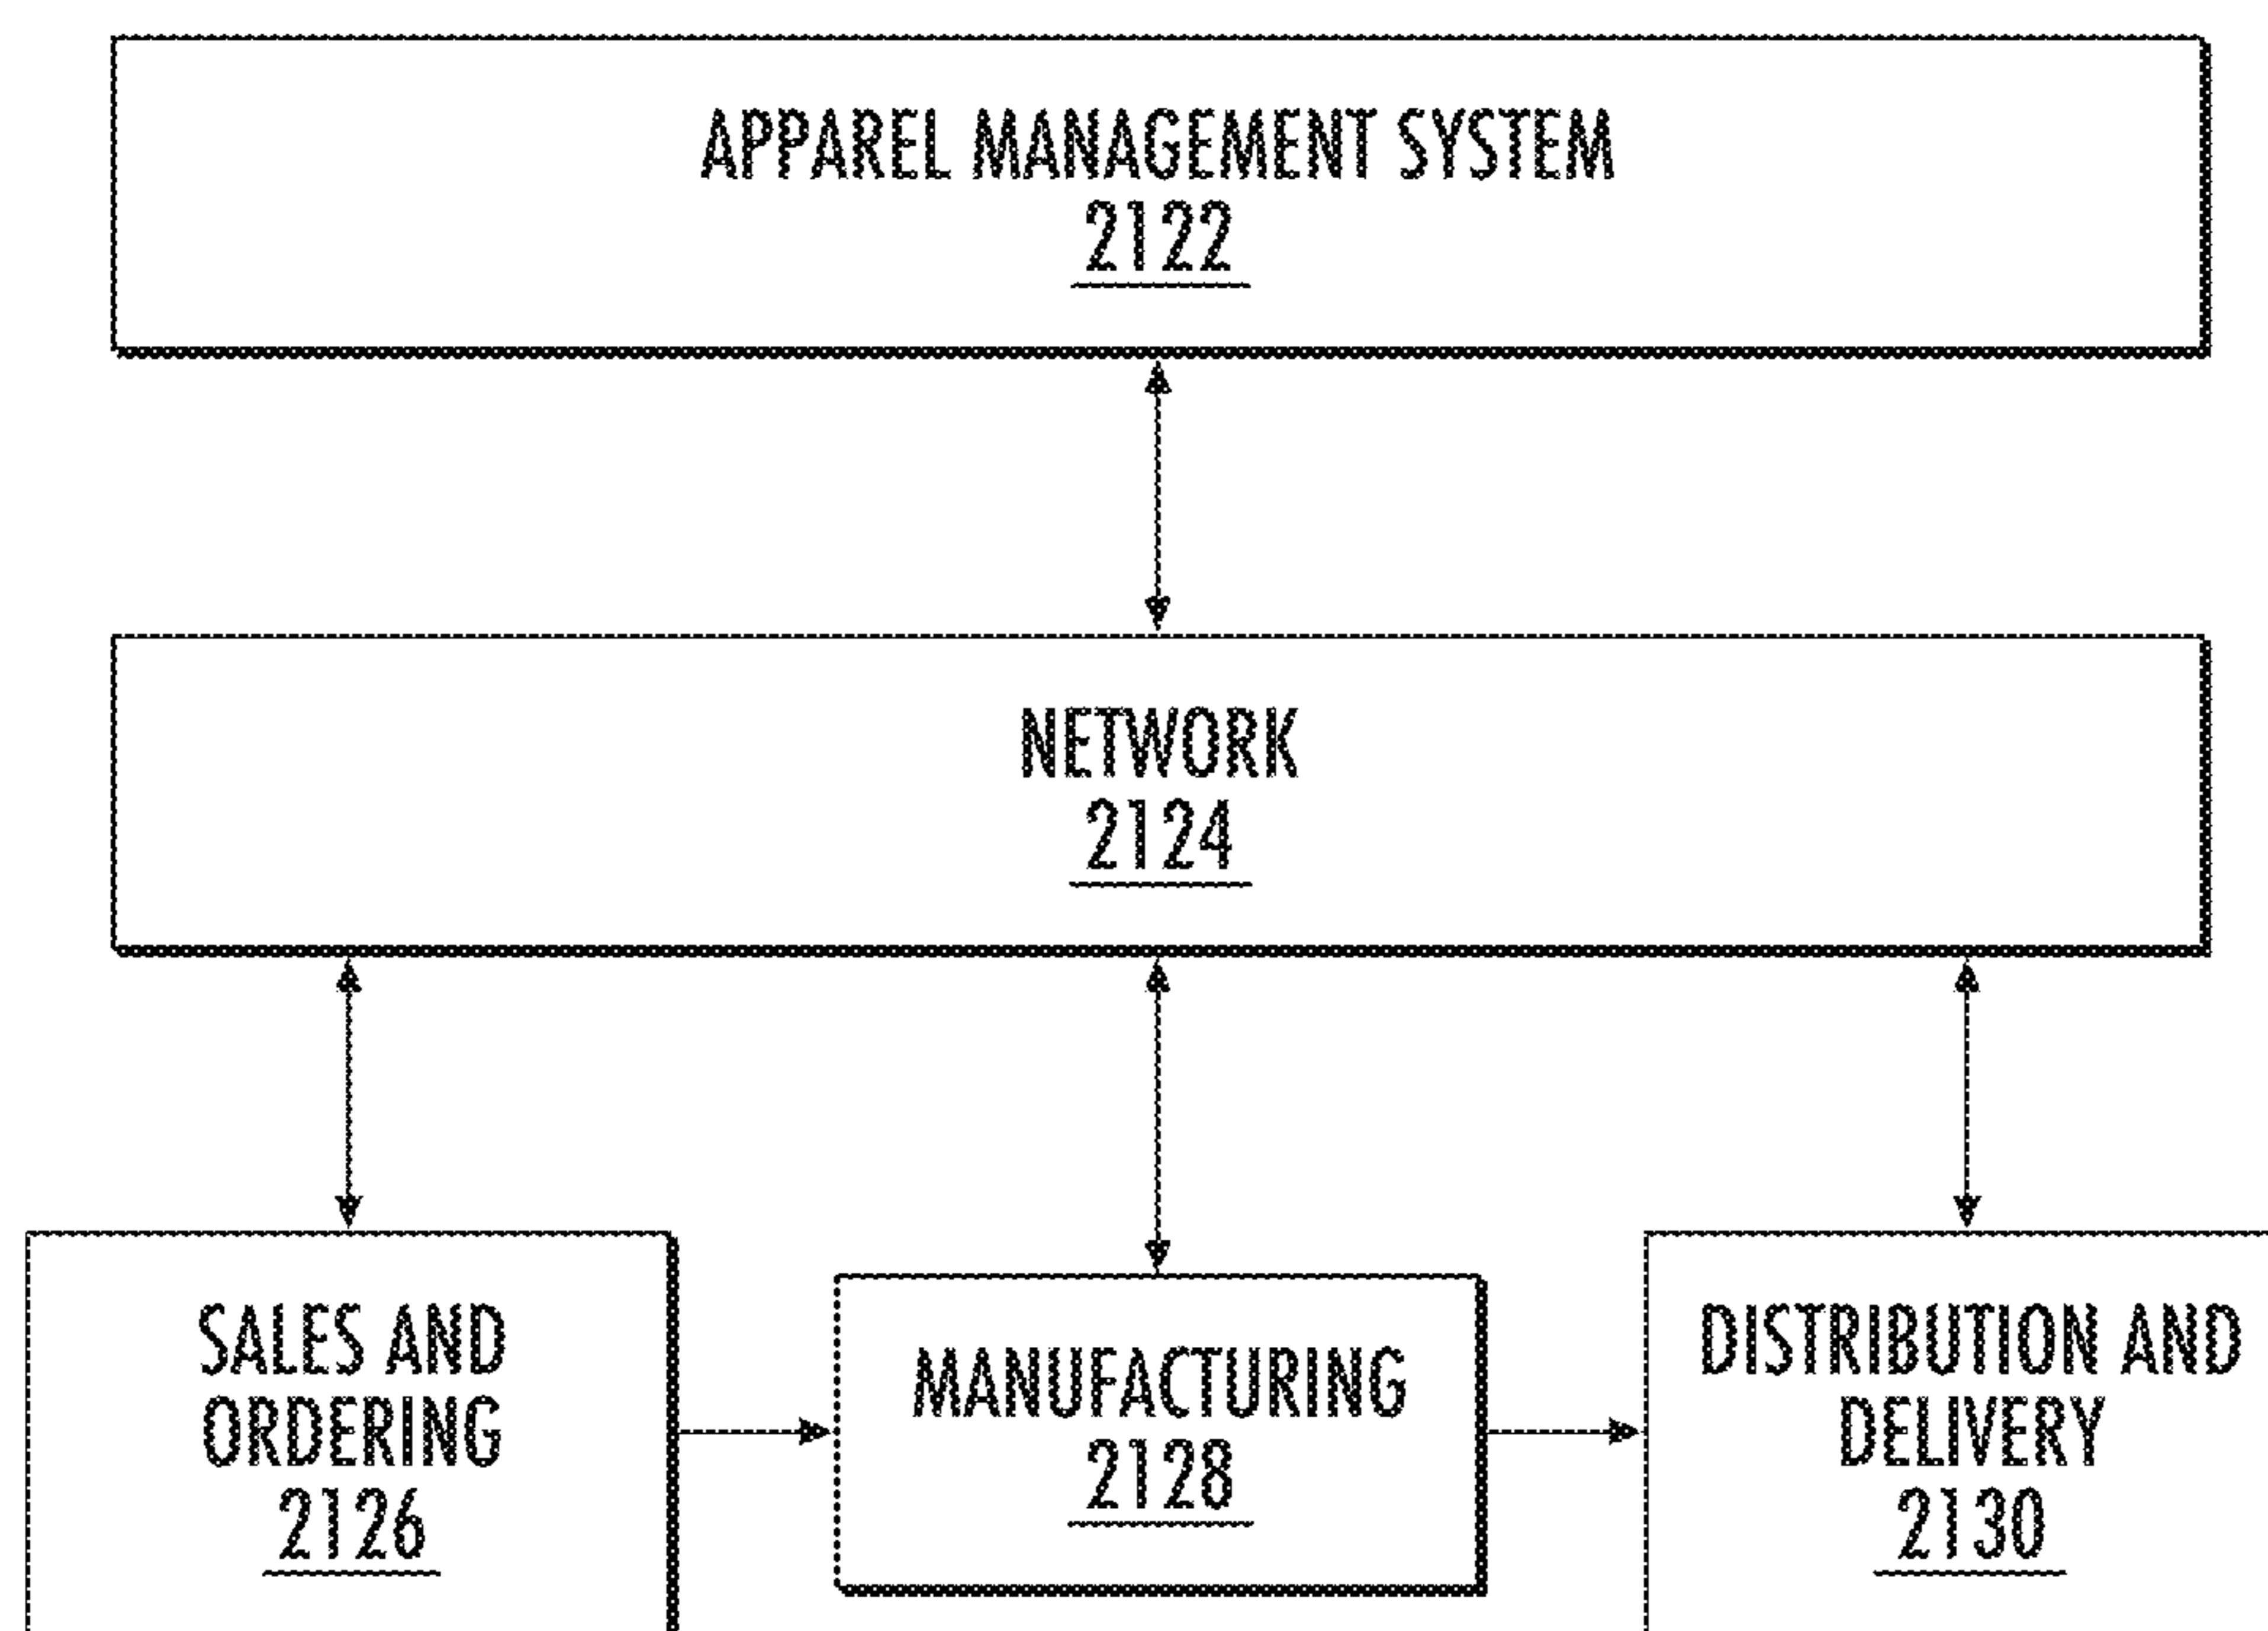 APPAREL MANAGEMENT SYSTEM
2122
NETWORK
2124
SALES AND
ORDERING
2126
MANUFACTURING
2128
DISTRIBUTION AND
DELIVERY
2130